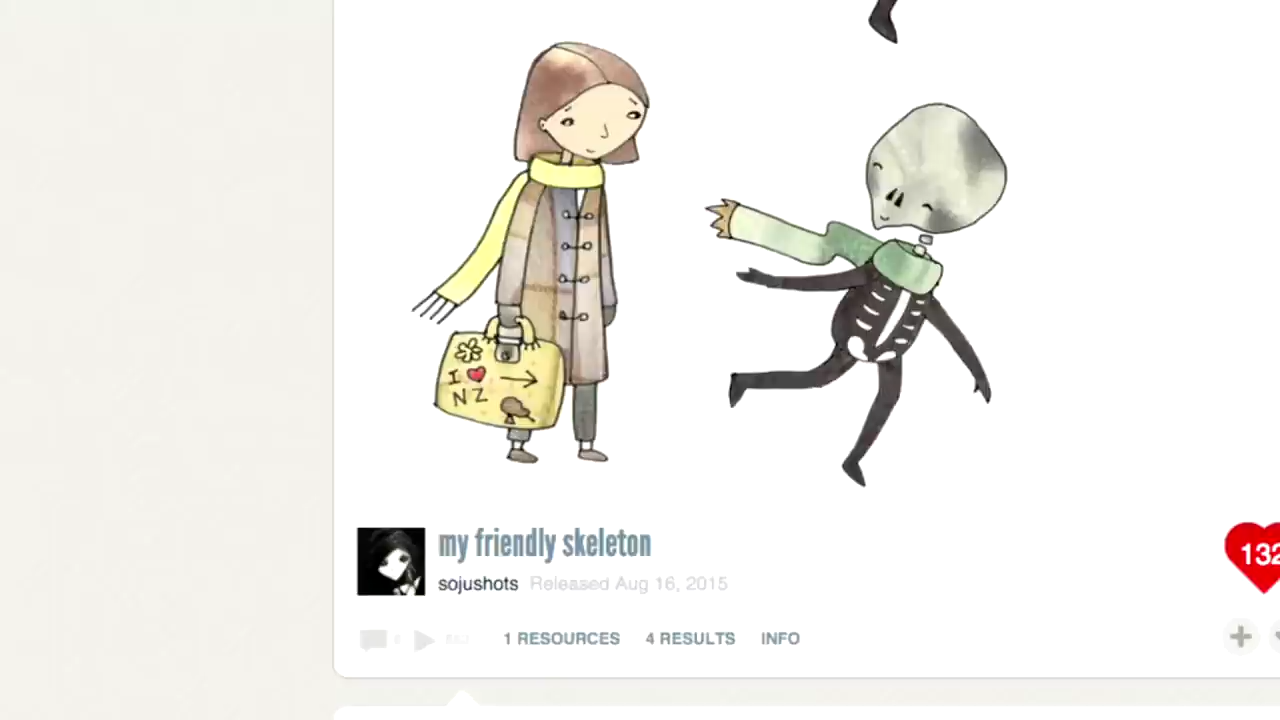 I ❤ NZ
my friendly skeleton
132
sojushots Released Aug 16, 2015
1 RESOURCES 4 RESULTS INFO